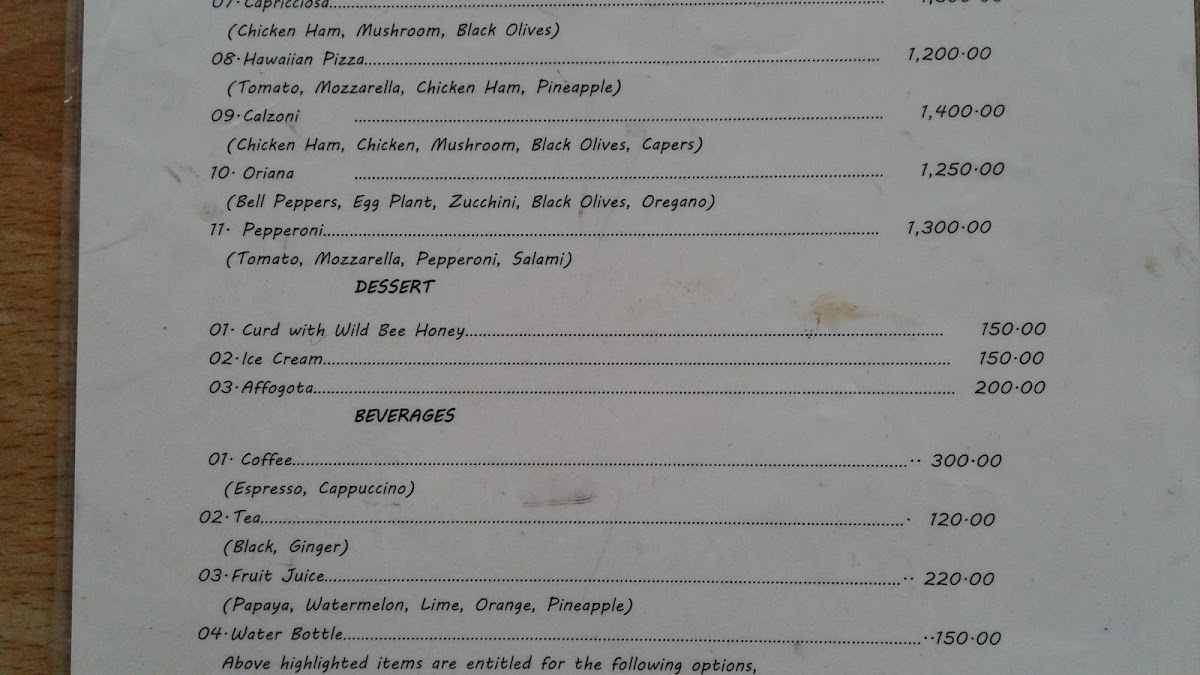 07·Capricciosa....................
(Chicken Ham, Mushroom, Black Olives)
08·Hawaiian Pizza.................... 1,200·00
(Tomato, Mozzarella, Chicken Ham, Pineapple)
09·Calzoni .................... 1,400·00
(Chicken Ham, Chicken, Mushroom, Black Olives, Capers)
10· Oriana .................... 1,250·00
(Bell Peppers, Egg Plant, Zucchini, Black Olives, Oregano)
11· Pepperoni.................... 1,300·00
(Tomato, Mozzarella, Pepperoni, Salami)
DESSERT
01· Curd with Wild Bee Honey.................... 150·00
02·Ice Cream.................... 150·00
03·Affogota.................... 200·00
BEVERAGES
01· Coffee....................·· 300·00
(Espresso, Cappuccino)
02·Tea....................· 120·00
(Black, Ginger)
03·Fruit Juice....................·· 220·00
(Papaya, Watermelon, Lime, Orange, Pineapple)
04·Water Bottle....................··150·00
Above highlighted items are entitled for the following options,